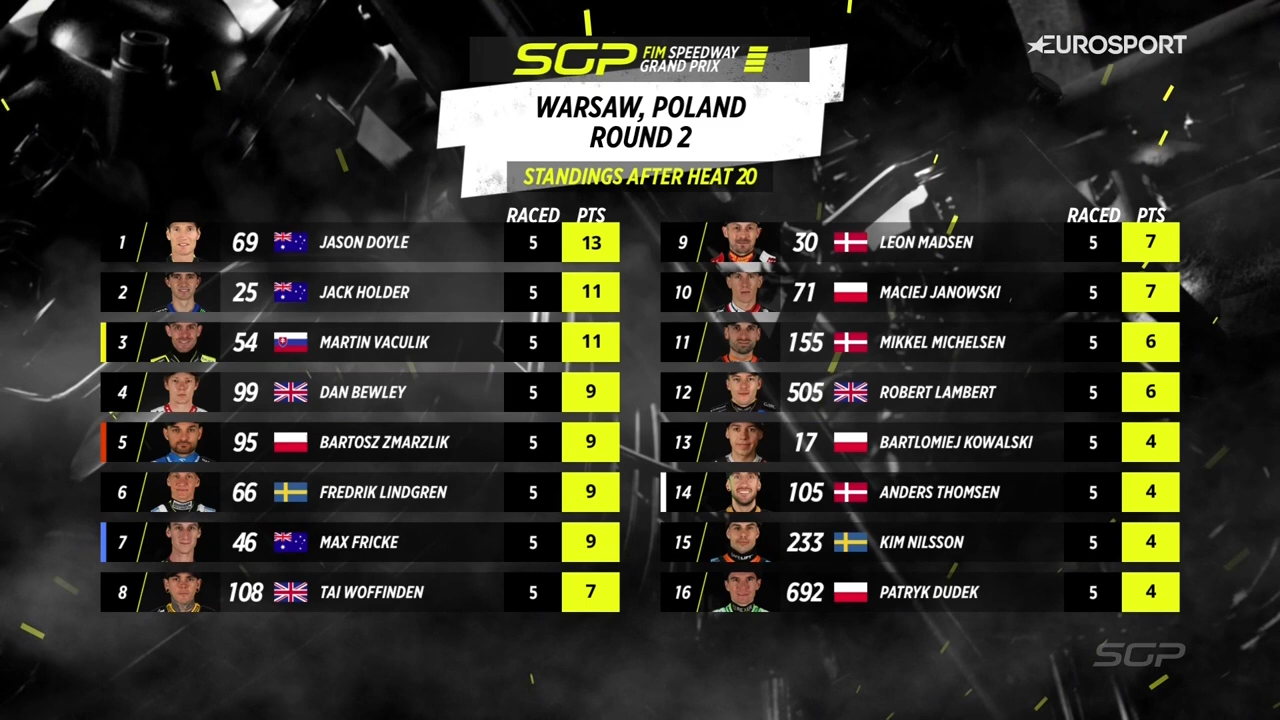 SGP FIM SPEEDWAY
GRAND PRIX
EUROSPORT
WARSAW, POLAND
ROUND 2
STANDINGS AFTER HEAT 20
RACED PTS
1 69 JASON DOYLE 5 13
2 25 JACK HOLDER 5 11
3 54 MARTIN VACULIK 5 11
4 99 DAN BEWLEY 5 9
5 95 BARTOSZ ZMARZLIK 5 9
6 66 FREDRIK LINDGREN 5 9
7 46 MAX FRICKE 5 9
8 108 TAI WOFFINDEN 5 7
RACED PTS
9 30 LEON MADSEN 5 7
10 71 MACIEJ JANOWSKI 5 7
11 155 MIKKEL MICHELSEN 5 6
12 505 ROBERT LAMBERT 5 6
13 17 BARTLOMIEJ KOWALSKI 5 4
14 105 ANDERS THOMSEN 5 4
15 233 KIM NILSSON 5 4
16 692 PATRYK DUDEK 5 4
SGP